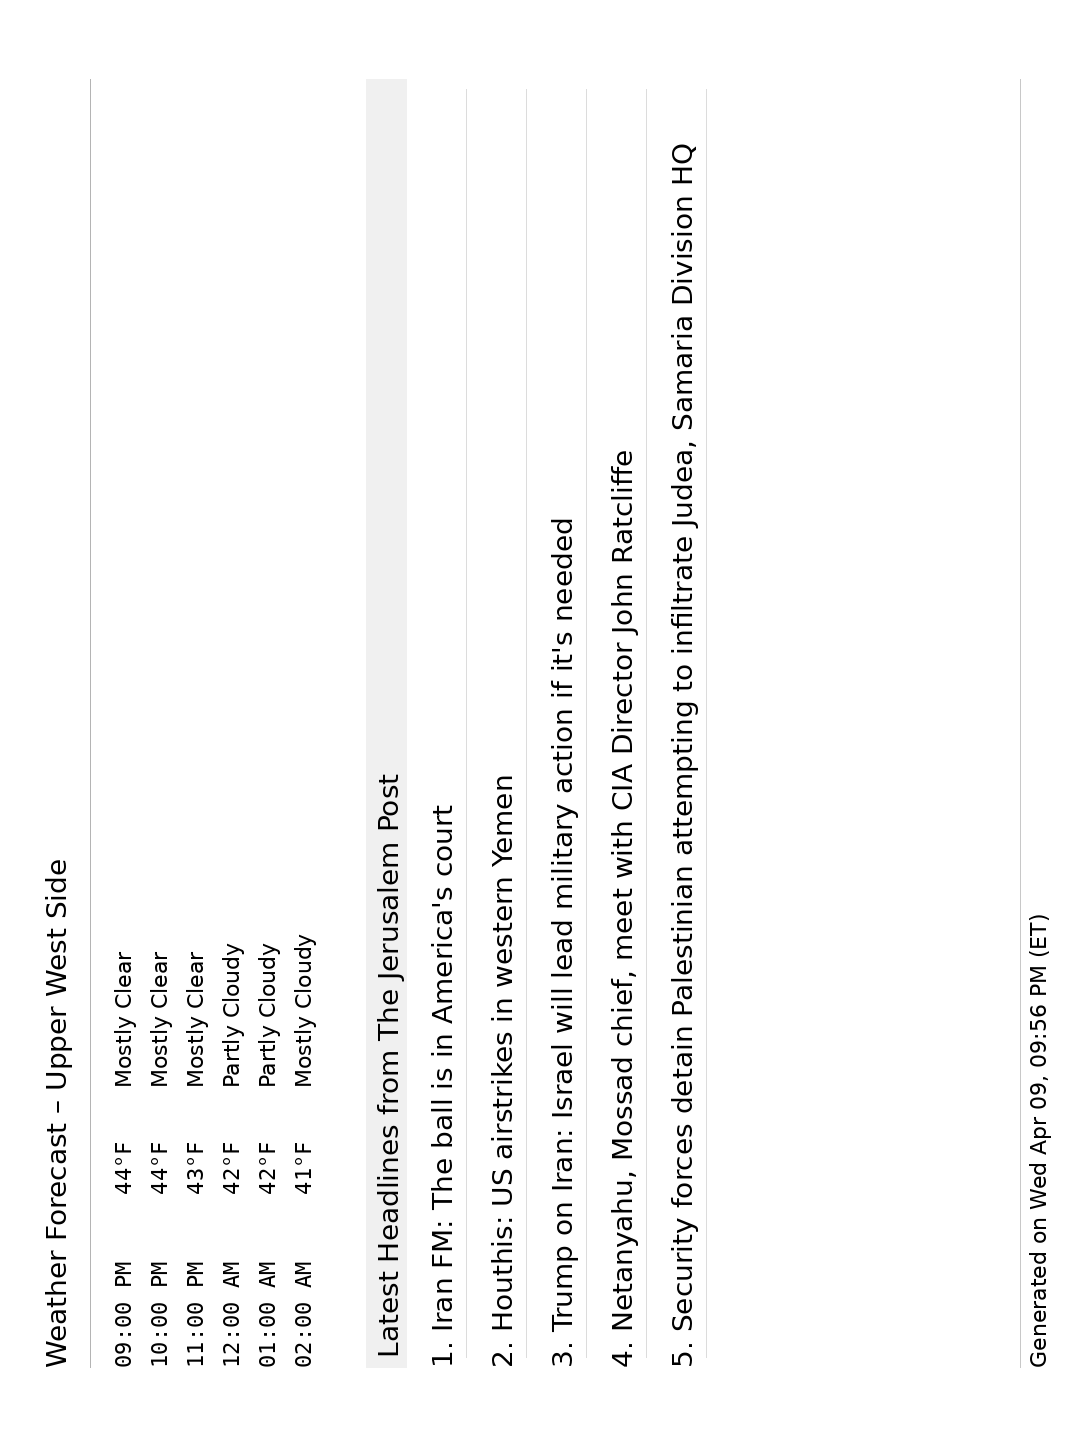 Weather Forecast – Upper West Side
09:00 PM 44°F Mostly Clear
10:00 PM 44°F Mostly Clear
11:00 PM 43°F Mostly Clear
12:00 AM 42°F Partly Cloudy
01:00 AM 42°F Partly Cloudy
02:00 AM 41°F Mostly Cloudy
Latest Headlines from The Jerusalem Post
1. Iran FM: The ball is in America's court
2. Houthis: US airstrikes in western Yemen
3. Trump on Iran: Israel will lead military action if it's needed
4. Netanyahu, Mossad chief, meet with CIA Director John Ratcliffe
5. Security forces detain Palestinian attempting to infiltrate Judea, Samaria Division HQ
Generated on Wed Apr 09, 09:56 PM (ET)